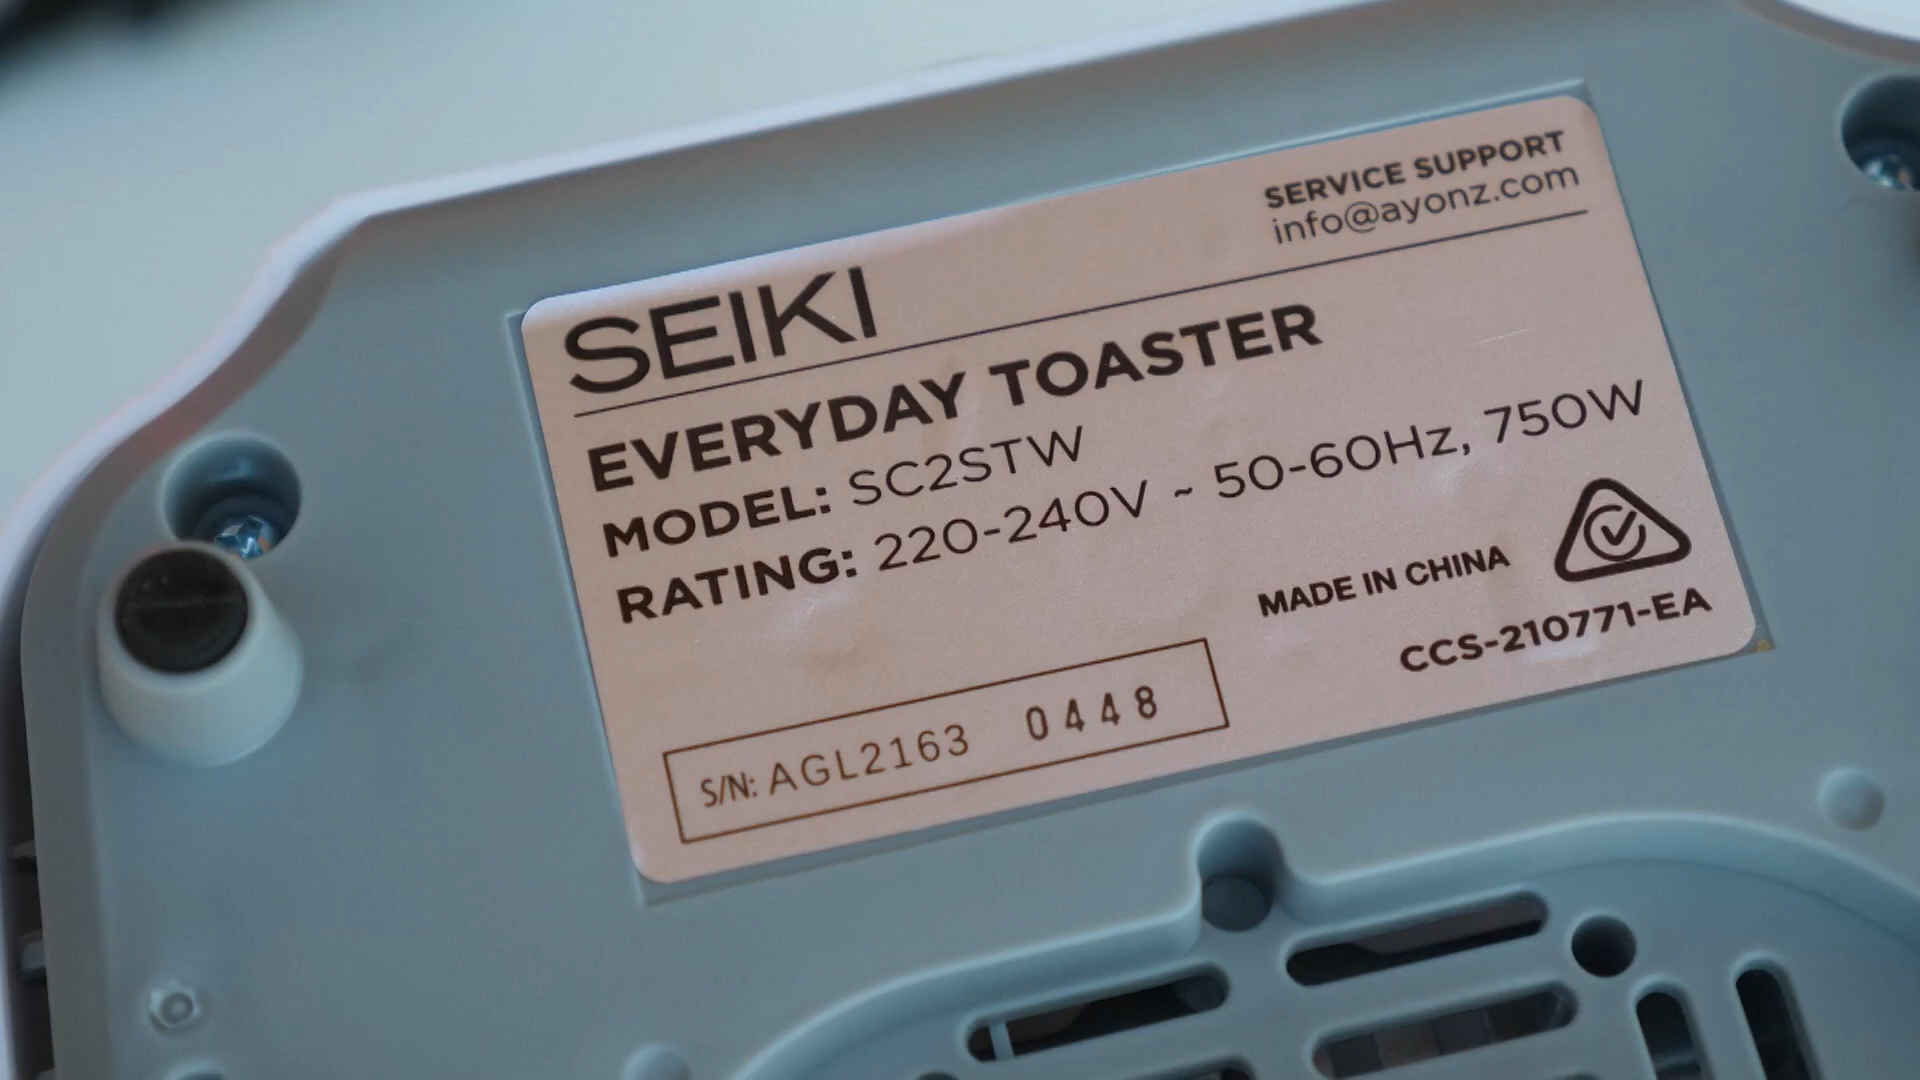 SERVICE SUPPORT
info@ayonz.com
SEIKI
EVERYDAY TOASTER
MODEL: SC2STW
RATING: 220-240V ~ 50-60Hz, 750W
MADE IN CHINA
CCS-210771-EA
S/N: AGL2163 0448